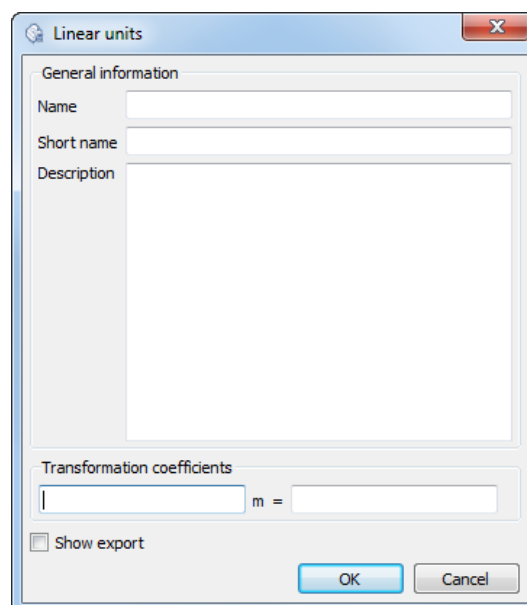 Linear units
General information
Name
Short name
Description
Transformation coefficients
m =
Show export
OK Cancel